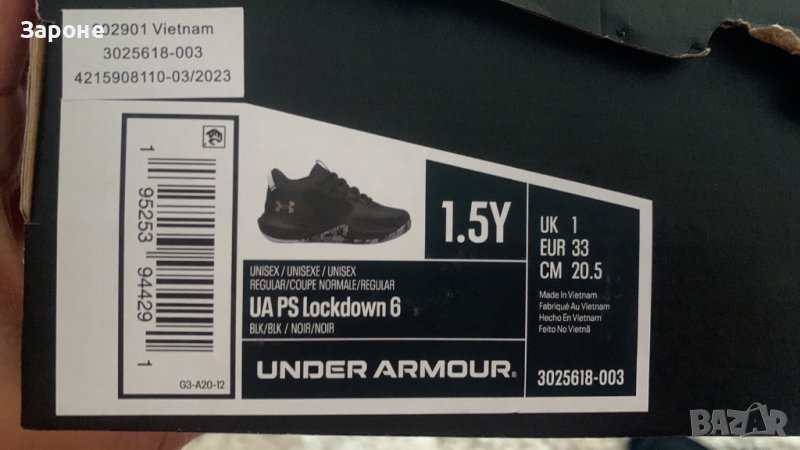 Зароне
02901 Vietnam
3025618-003
4215908110-03/2023
1 95253 94429 1
G3-A20-12
1.5Y
UK 1
EUR 33
CM 20.5
UNISEX / UNISEXE / UNISEX
REGULAR/COUPE NORMALE/REGULAR
UA PS Lockdown 6
BLK/BLK / NOIR/NOIR
Made In Vietnam
Fabriqué Au Vietnam
Hecho En Vietnam
Feito No Vietnã
UNDER ARMOUR®
3025618-003
BAZAR